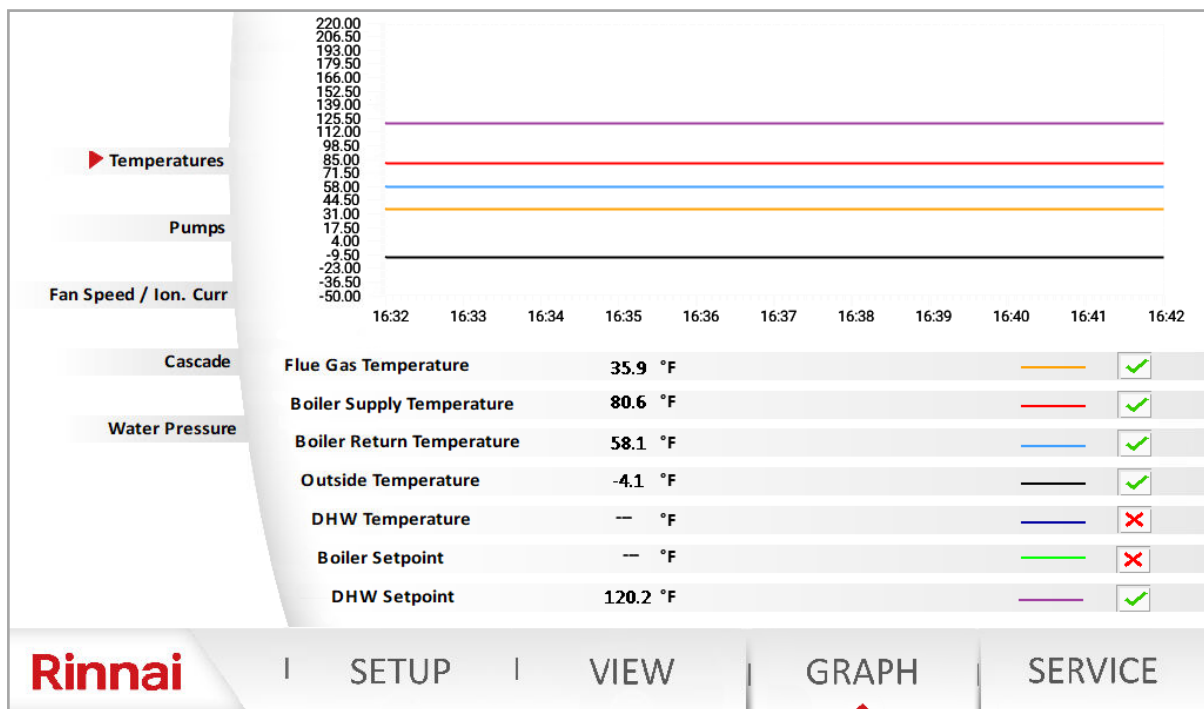 220.00
206.50
193.00
179.50
166.00
152.50
139.00
125.50
112.00
98.50
85.00
71.50
58.00
44.50
31.00
17.50
4.00
-9.50
-23.00
-36.50
-50.00
16:32 16:33 16:34 16:35 16:36 16:37 16:38 16:39 16:40 16:41 16:42
Temperatures
Pumps
Fan Speed / Ion. Curr
Cascade
Water Pressure
Flue Gas Temperature 35.9 °F
Boiler Supply Temperature 80.6 °F
Boiler Return Temperature 58.1 °F
Outside Temperature -4.1 °F
DHW Temperature --- °F
Boiler Setpoint --- °F
DHW Setpoint 120.2 °F
Rinnai SETUP VIEW GRAPH SERVICE